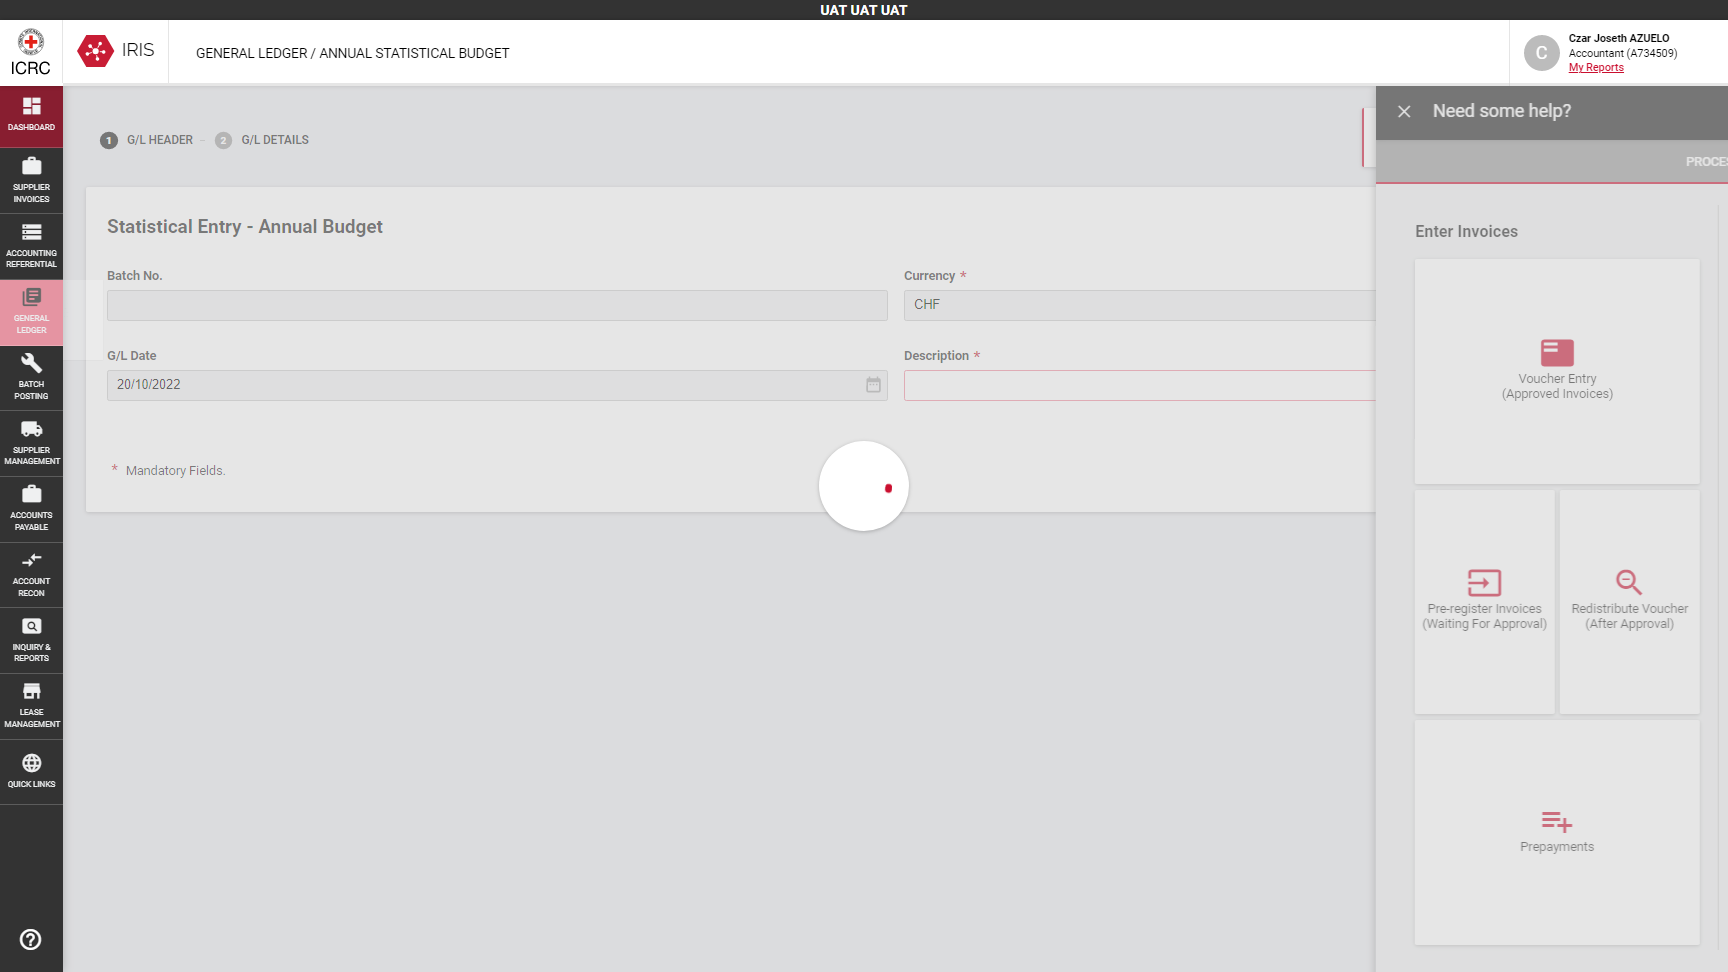 UAT UAT UAT
ICRC
IRIS
GENERAL LEDGER / ANNUAL STATISTICAL BUDGET
C
Czar Joseth AZUELO
Accountant (A734509)
My Reports
DASHBOARD
SUPPLIER
INVOICES
ACCOUNTING
REFERENTIAL
GENERAL
LEDGER
BATCH
POSTING
SUPPLIER
MANAGEMENT
ACCOUNTS
PAYABLE
ACCOUNT
RECON
INQUIRY &
REPORTS
LEASE
MANAGEMENT
QUICK LINKS
1 G/L HEADER – 2 G/L DETAILS
Statistical Entry - Annual Budget
Batch No.
Currency *
CHF
G/L Date
Description *
20/10/2022
* Mandatory Fields.
Need some help?
PROCES
Enter Invoices
Voucher Entry
(Approved Invoices)
Pre-register Invoices
(Waiting For Approval)
Redistribute Voucher
(After Approval)
Prepayments